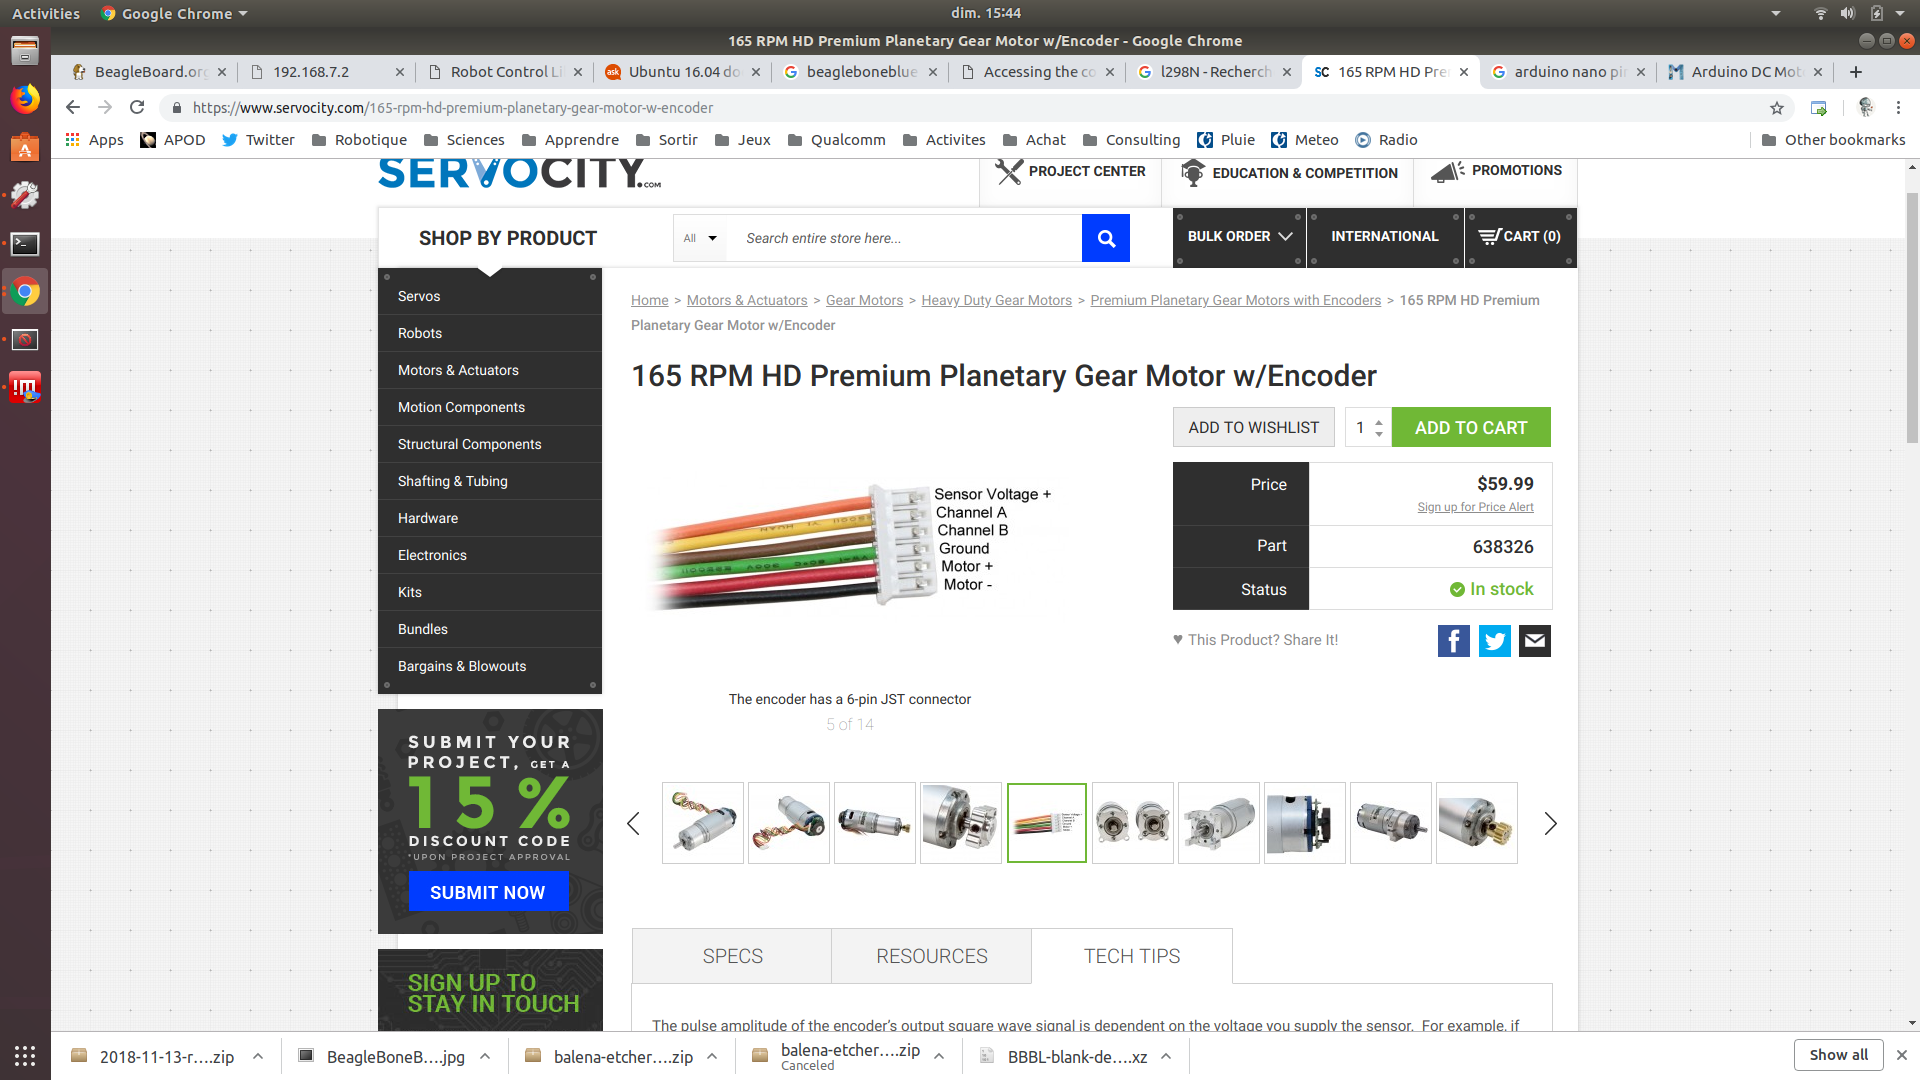 Activities
Google Chrome
dim. 15:44
165 RPM HD Premium Planetary Gear Motor w/Encoder - Google Chrome
BeagleBoard.org
192.168.7.2
Robot Control Li
Ubuntu 16.04 do
beagleboneblue
Accessing the co
l298N - Recherch
SC 165 RPM HD Pre
arduino nano pi
Arduino DC Mot
https://www.servocity.com/165-rpm-hd-premium-planetary-gear-motor-w-encoder
Apps
APOD
Twitter
Robotique
Sciences
Apprendre
Sortir
Jeux
Qualcomm
Activites
Achat
Consulting
Pluie
Meteo
Radio
Other bookmarks
SERVOCITY.COM
PROJECT CENTER
EDUCATION & COMPETITION
PROMOTIONS
SHOP BY PRODUCT
All
Search entire store here...
BULK ORDER
INTERNATIONAL
CART (0)
Servos
Robots
Motors & Actuators
Motion Components
Structural Components
Shafting & Tubing
Hardware
Electronics
Kits
Bundles
Bargains & Blowouts
SUBMIT YOUR
PROJECT, GET A
15 %
DISCOUNT CODE
*UPON PROJECT APPROVAL
SUBMIT NOW
SIGN UP TO
STAY IN TOUCH
Home > Motors & Actuators > Gear Motors > Heavy Duty Gear Motors > Premium Planetary Gear Motors with Encoders > 165 RPM HD Premium
Planetary Gear Motor w/Encoder
165 RPM HD Premium Planetary Gear Motor w/Encoder
Sensor Voltage +
Channel A
Channel B
Ground
Motor +
Motor -
The encoder has a 6-pin JST connector
5 of 14
ADD TO WISHLIST
1
ADD TO CART
Price
$59.99
Sign up for Price Alert
Part
638326
Status
In stock
♥ This Product? Share It!
SPECS
RESOURCES
TECH TIPS
The pulse amplitude of the encoder's output square wave signal is dependent on the voltage you supply the sensor. For example, if
2018-11-13-r....zip
BeagleBoneB....jpg
balena-etcher....zip
balena-etcher....zip
Canceled
BBBL-blank-de....xz
Show all